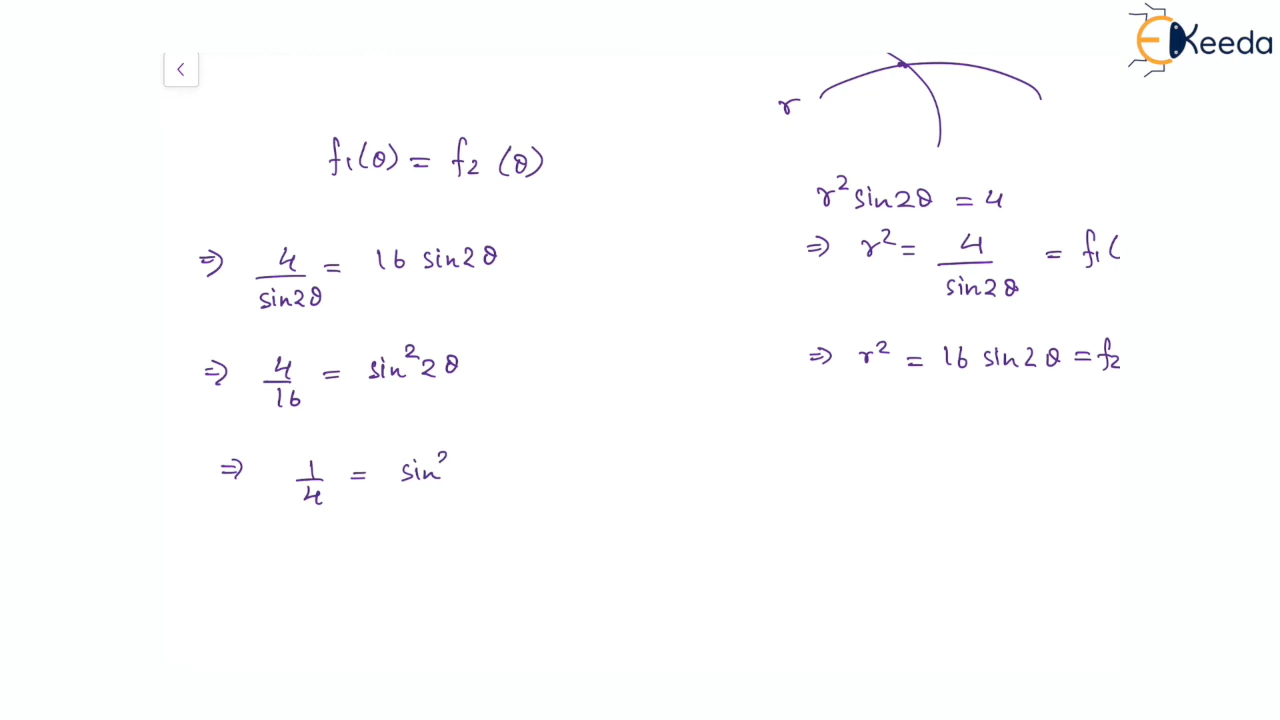 EKeeda
<
r
f₁(θ) = f₂ (θ)
r² sin2θ = 4
⇒ 4/sin2θ = 16 sin2θ
⇒ r² = 4/sin2θ = f₁(
⇒ 4/16 = sin²2θ
⇒ r² = 16 sin2θ = f₂
⇒ 1/4 = sin²